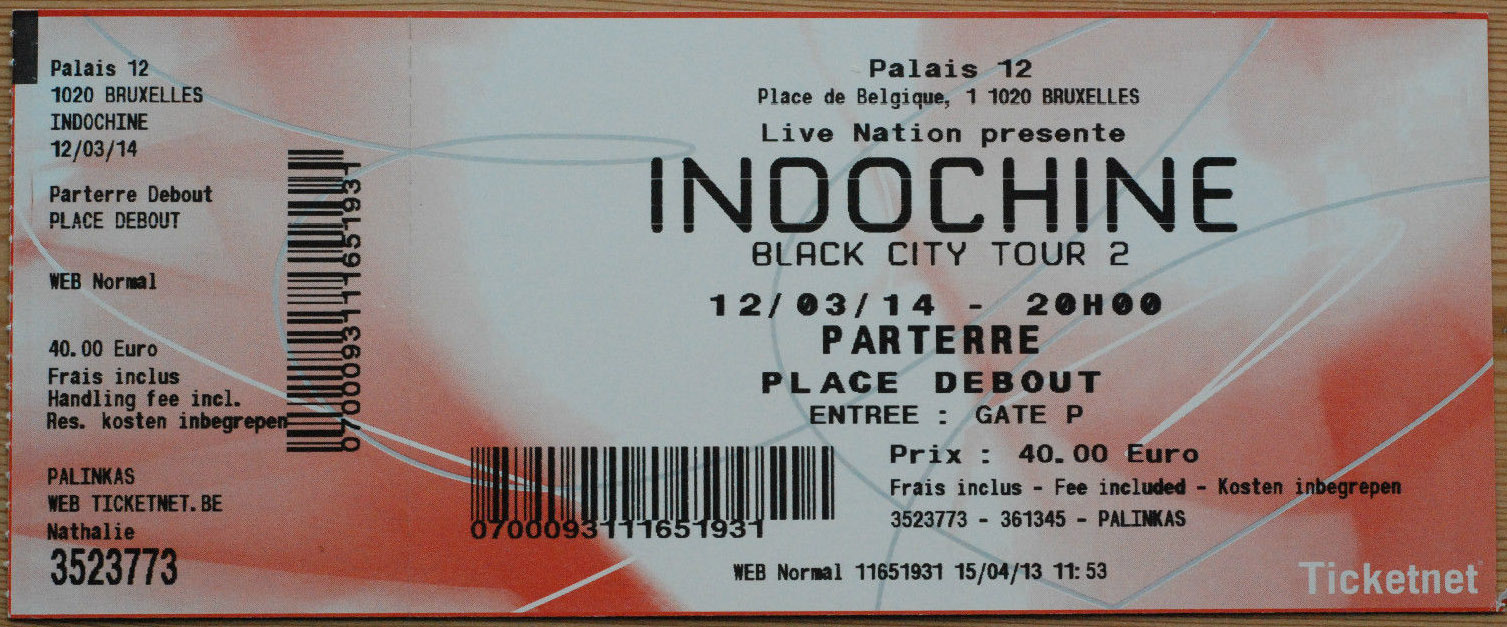 Palais 12
1020 BRUXELLES
INDOCHINE
12/03/14
Parterre Debout
PLACE DEBOUT
WEB Normal
40.00 Euro
Frais inclus
Handling fee incl.
Res. kosten inbegrepen
PALINKAS
WEB TICKETNET.BE
Nathalie
3523773
0700093111651931
Palais 12
Place de Belgique, 1 1020 BRUXELLES
Live Nation presente
INDOCHINE
BLACK CITY TOUR 2
12/03/14 - 20H00
PARTERRE
PLACE DEBOUT
ENTREE : GATE P
Prix : 40.00 Euro
Frais inclus - Fee included - Kosten inbegrepen
3523773 - 361345 - PALINKAS
0700093111651931
WEB Normal 11651931 15/04/13 11:53
Ticketnet